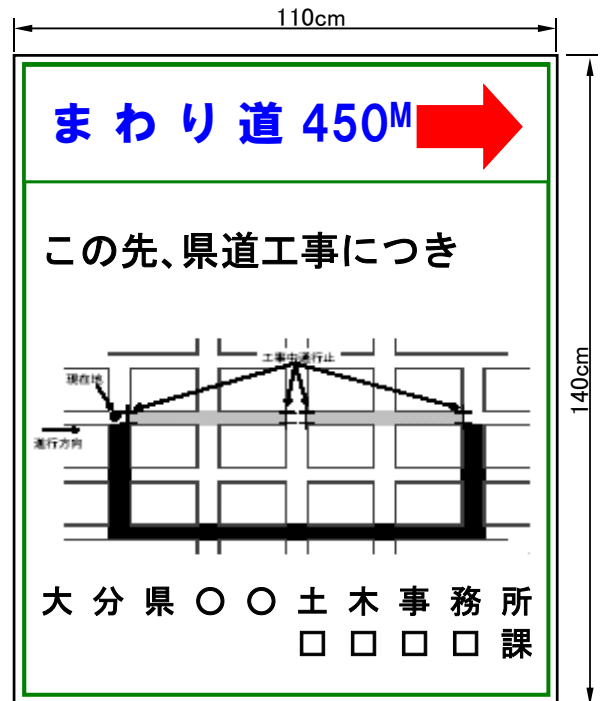 110cm
まわり道 450M
140cm
この先、県道工事につき
工事中通行止
現在地
進行方向
大分県〇〇土木事務所
□□□□課